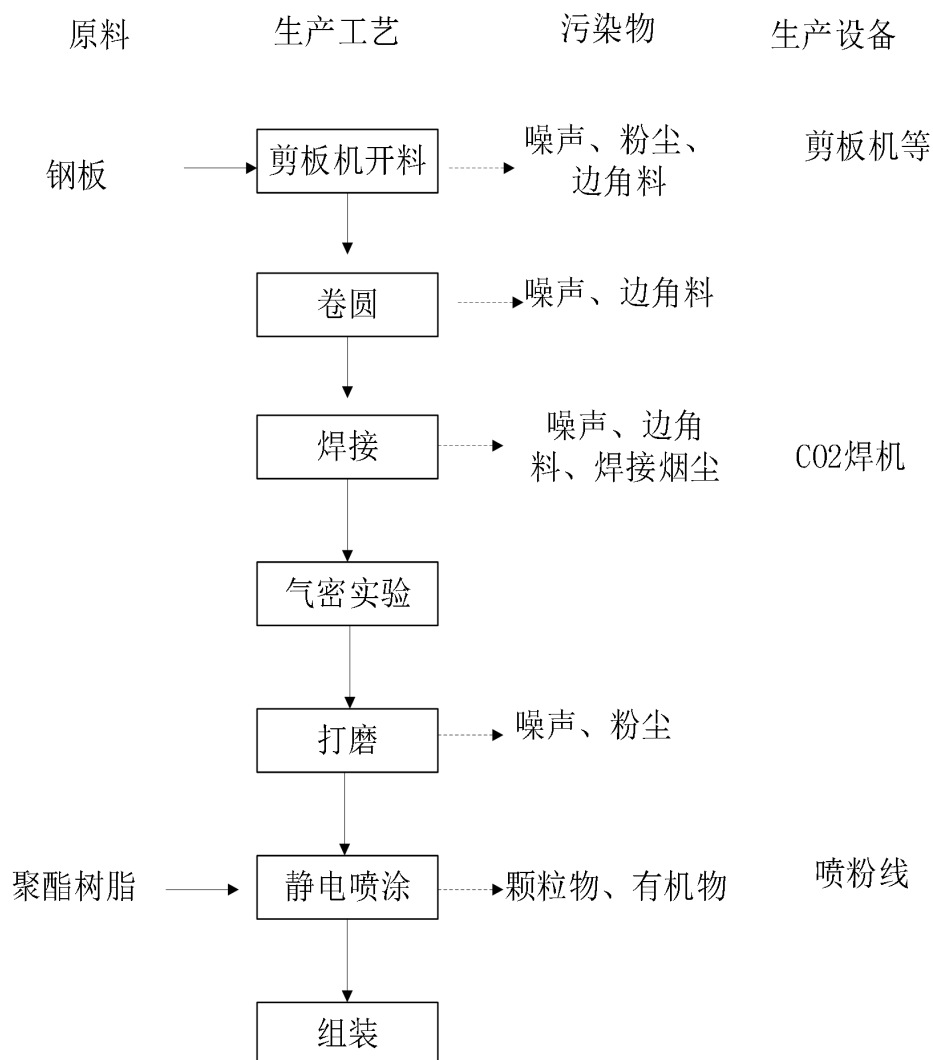 原料 生产工艺 污染物 生产设备
钢板 剪板机开料 噪声、粉尘、 剪板机等
边角料
卷圆 噪声、边角料
焊接 噪声、边角 CO2焊机
料、焊接烟尘
气密实验
打磨 噪声、粉尘
聚酯树脂 静电喷涂 颗粒物、有机物 喷粉线
组装